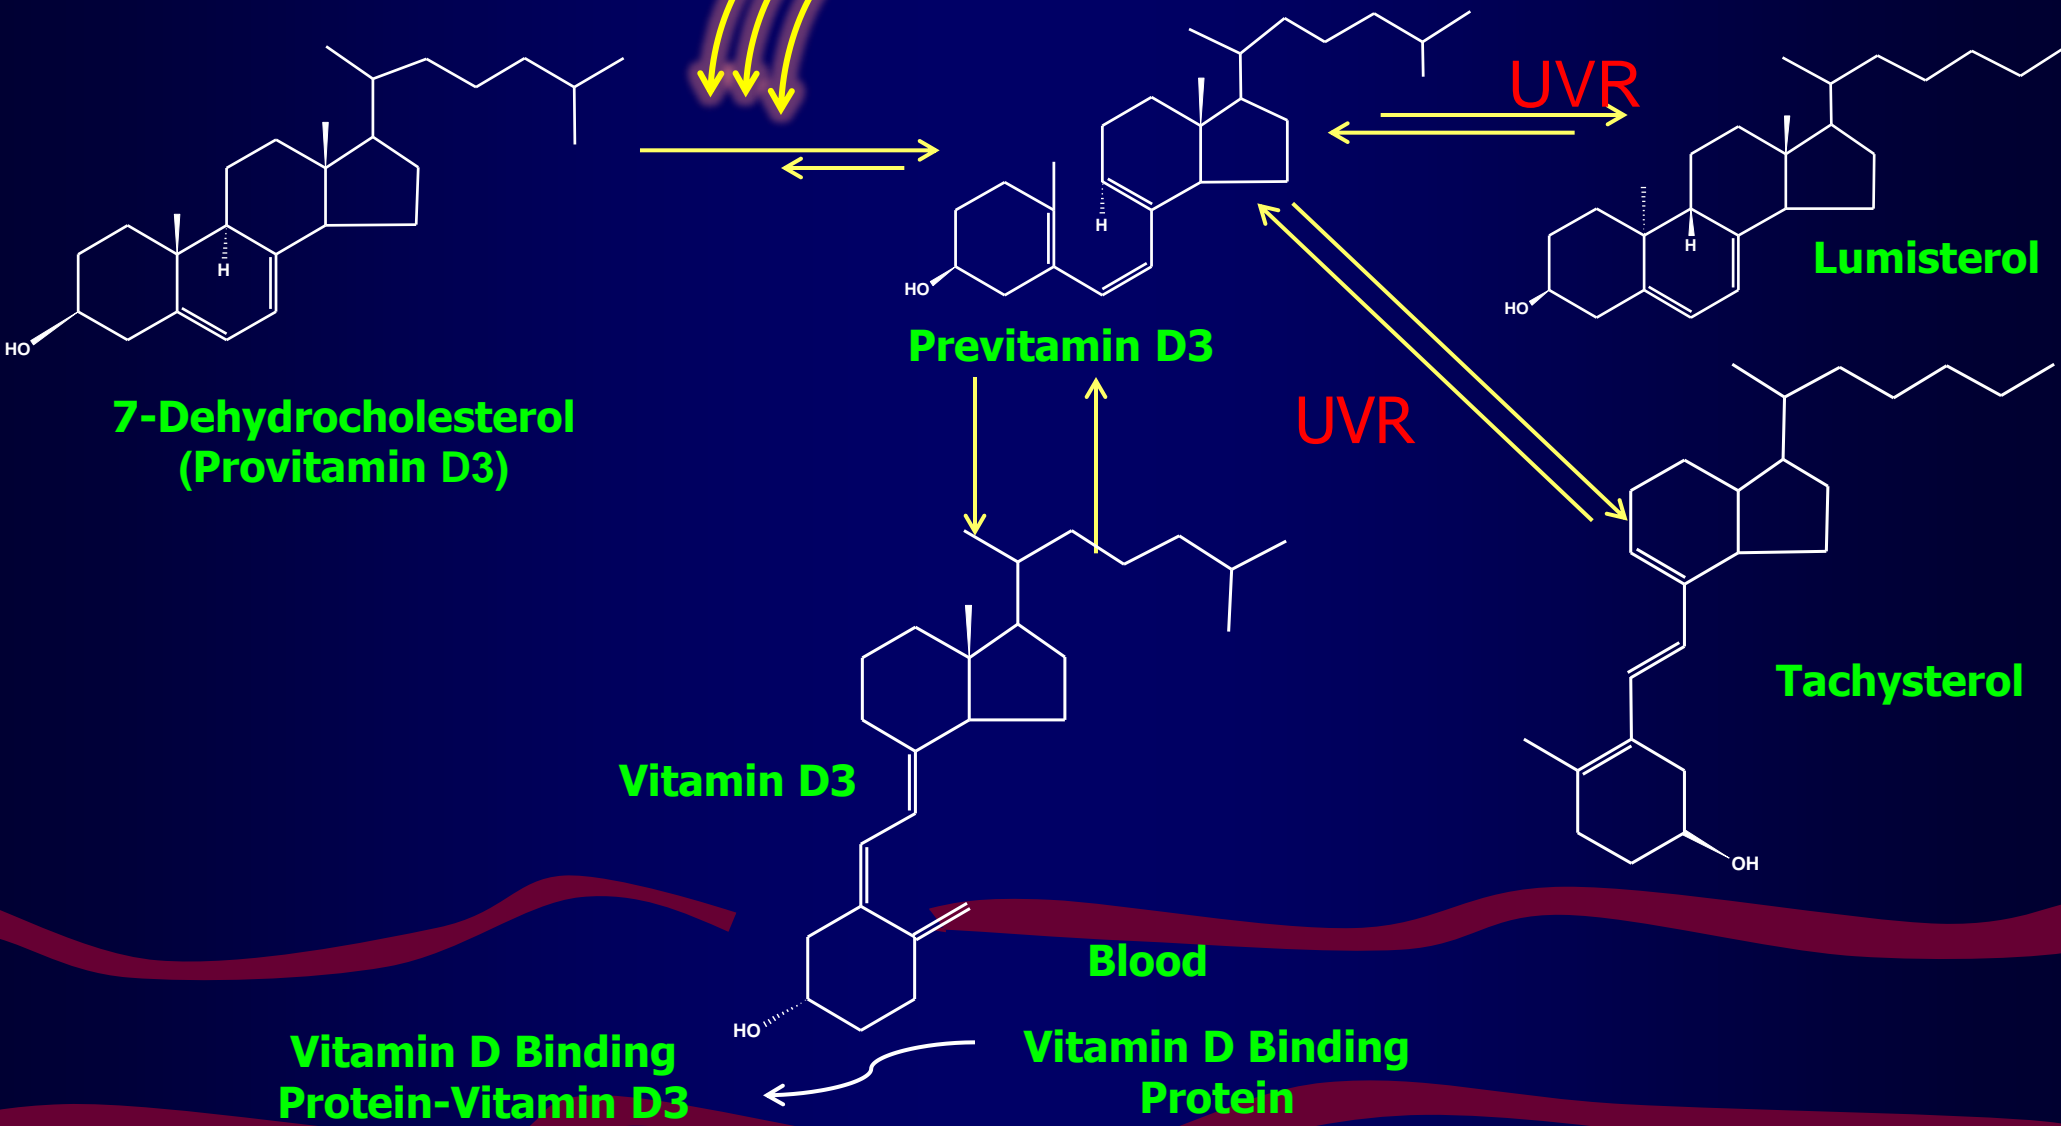 UVR
HO
H
7-Dehydrocholesterol
(Provitamin D3)
HO
H
Previtamin D3
HO
H
Lumisterol
UVR
Tachysterol
OH
Vitamin D3
HO
Blood
Vitamin D Binding
Protein
Vitamin D Binding
Protein-Vitamin D3